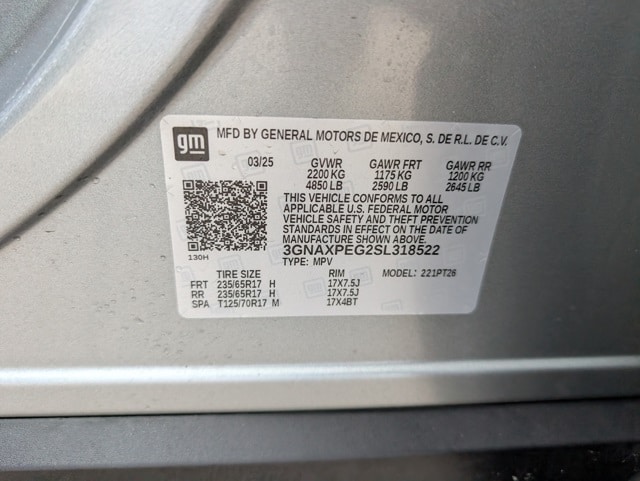 gm MFD BY GENERAL MOTORS DE MEXICO, S. DE R.L. DE C.V.
03/25 GVWR GAWR FRT GAWR RR
2200 KG 1175 KG 1200 KG
4850 LB 2590 LB 2645 LB
THIS VEHICLE CONFORMS TO ALL
APPLICABLE U.S. FEDERAL MOTOR
VEHICLE SAFETY AND THEFT PREVENTION
STANDARDS IN EFFECT ON THE DATE OF
MANUFACTURE SHOWN ABOVE.
3GNAXPEG2SL318522
130H TYPE: MPV
TIRE SIZE RIM MODEL: 221PT26
FRT 235/65R17 H 17X7.5J
RR 235/65R17 H 17X7.5J
SPA T125/70R17 M 17X4BT